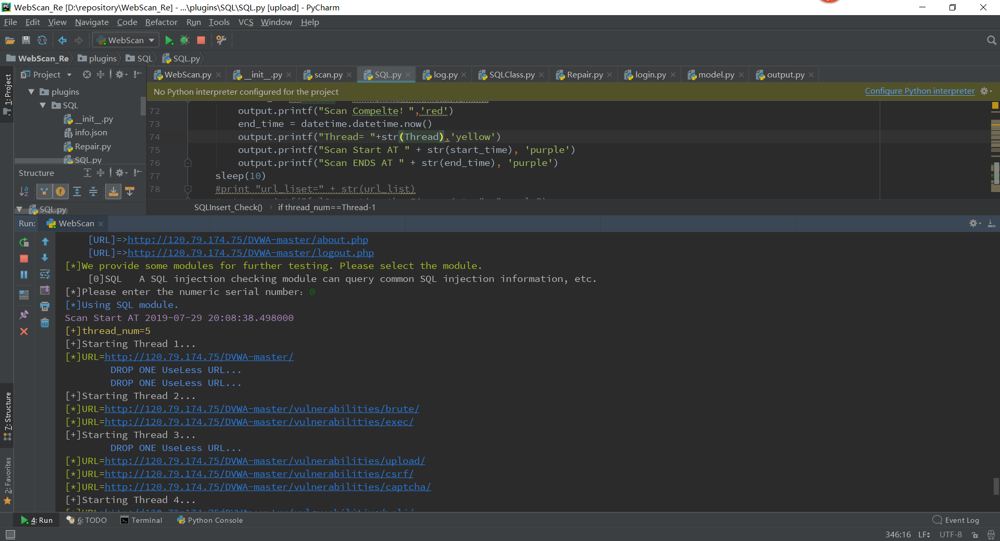 WebScan_Re [D:\repository\WebScan_Re] - ...\plugins\SQL\SQL.py [upload] - PyCharm
File Edit View Navigate Code Refactor Run Tools VCS Window Help
WebScan
WebScan_Re plugins SQL SQL.py
1: Project
Project
WebScan.py __init__.py scan.py SQL.py log.py SQLClass.py Repair.py login.py model.py output.py
No Python interpreter configured for the project
Configure Python interpreter
plugins
SQL
__init__.py
info.json
Repair.py
SQL.py
Structure
SQL.py
72 output.printf("Scan Compelte! ",'red')
73 end_time = datetime.datetime.now()
74 output.printf("Thread= "+str(Thread),'yellow')
75 output.printf("Scan Start AT " + str(start_time), 'purple')
76 output.printf("Scan ENDS AT " + str(end_time), 'purple')
77 sleep(10)
78 #print "url_liset=" + str(url_list)
SQLInsert_Check() › if thread_num==Thread-1
Run: WebScan
[URL]=>http://120.79.174.75/DVWA-master/about.php
[URL]=>http://120.79.174.75/DVWA-master/logout.php
[*]We provide some modules for further testing. Please select the module.
[0]SQL A SQL injection checking module can query common SQL injection information, etc.
[*]Please enter the numeric serial number: 0
[*]Using SQL module.
Scan Start AT 2019-07-29 20:08:38.498000
[+]thread_num=5
[+]Starting Thread 1...
[*]URL=http://120.79.174.75/DVWA-master/
DROP ONE UseLess URL...
DROP ONE UseLess URL...
[+]Starting Thread 2...
[*]URL=http://120.79.174.75/DVWA-master/vulnerabilities/brute/
[*]URL=http://120.79.174.75/DVWA-master/vulnerabilities/exec/
[+]Starting Thread 3...
DROP ONE UseLess URL...
[*]URL=http://120.79.174.75/DVWA-master/vulnerabilities/upload/
[*]URL=http://120.79.174.75/DVWA-master/vulnerabilities/csrf/
[*]URL=http://120.79.174.75/DVWA-master/vulnerabilities/captcha/
[+]Starting Thread 4...
7: Structure
2: Favorites
4: Run 6: TODO Terminal Python Console
Event Log
346:16 LF UTF-8